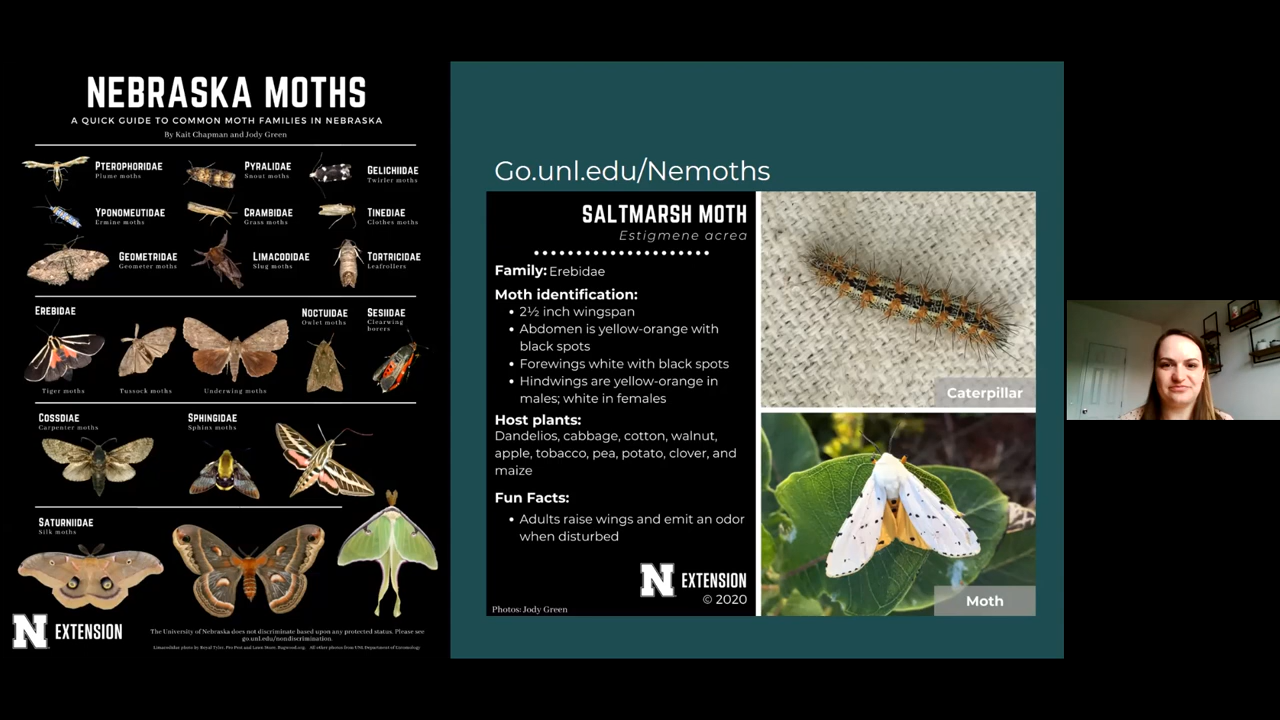 NEBRASKA MOTHS
A QUICK GUIDE TO COMMON MOTH FAMILIES IN NEBRASKA
By Kait Chapman and Jody Green
PTEROPHORIDAE
Plume moths
PYRALIDAE
Snout moths
GELICHIIDAE
Twirler moths
YPONOMEUTIDAE
Ermine moths
CRAMBIDAE
Grass moths
TINEDIAE
Clothes moths
GEOMETRIDAE
Geometer moths
LIMACODIDAE
Slug moths
TORTRICIDAE
Leafrollers
EREBIDAE
Tiger moths
Tussock moths
Underwing moths
NOCTUIDAE
Owlet moths
SESIIDAE
Clearwing
borers
COSSDIAE
Carpenter moths
SPHINGIDAE
Sphinx moths
SATURNIIDAE
Silk moths
N EXTENSION
The University of Nebraska does not discriminate based upon any protected status. Please see
go.unl.edu/nondiscrimination.
Go.unl.edu/Nemoths
SALTMARSH MOTH
Estigmene acrea
Family: Erebidae
Moth identification:
• 2½ inch wingspan
• Abdomen is yellow-orange with
black spots
• Forewings white with black spots
• Hindwings are yellow-orange in
males; white in females
Host plants:
Dandelios, cabbage, cotton, walnut,
apple, tobacco, pea, potato, clover, and
maize
Fun Facts:
• Adults raise wings and emit an odor
when disturbed
N EXTENSION
© 2020
Photos: Jody Green
Caterpillar
Moth